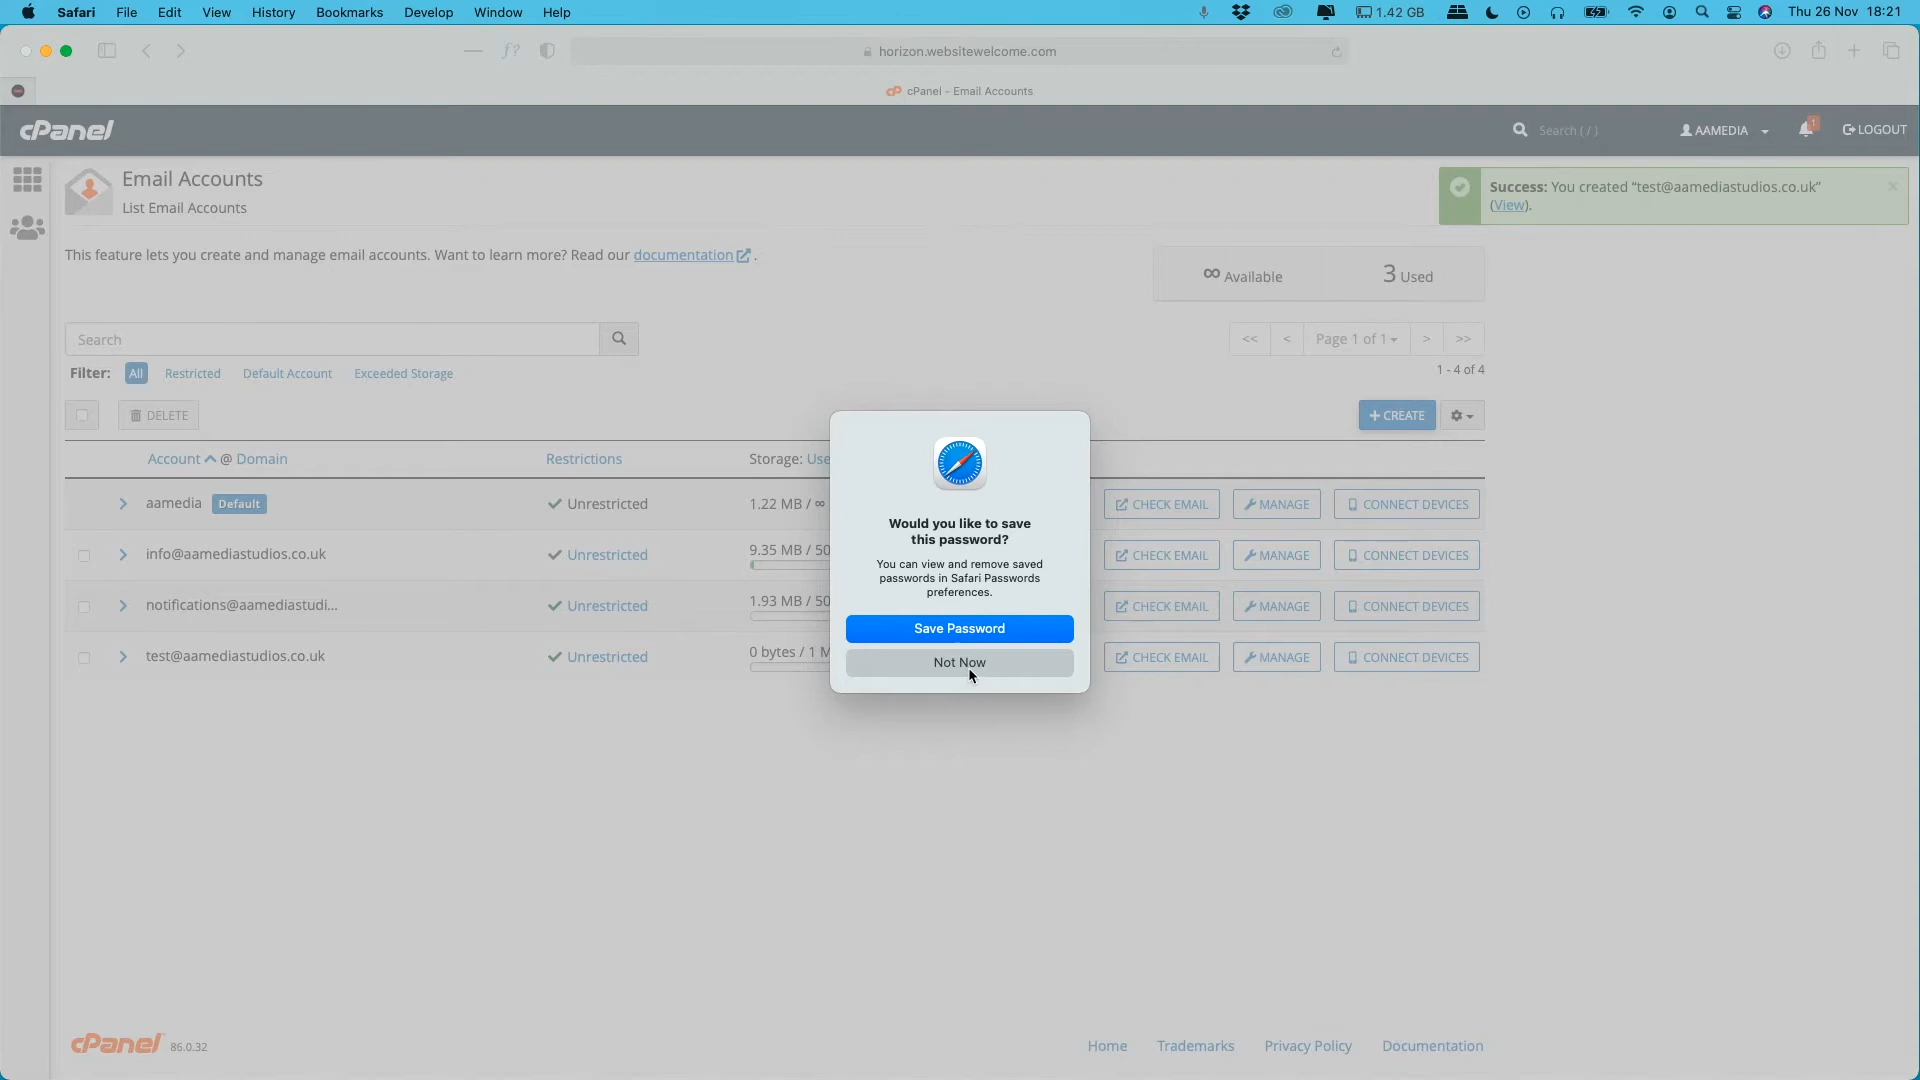 Safari File Edit View History Bookmarks Develop Window Help 1.42 GB Thu 26 Nov 18:21
f? horizon.websitewelcome.com
cP cPanel - Email Accounts
cPanel Search ( / ) AAMEDIA 1 LOGOUT
Email Accounts
List Email Accounts
Success: You created “test@aamediastudios.co.uk”
(View). ×
This feature lets you create and manage email accounts. Want to learn more? Read our documentation .
∞ Available 3 Used
Search << < Page 1 of 1 > >>
Filter: All Restricted Default Account Exceeded Storage 1 - 4 of 4
DELETE + CREATE
Account @ Domain Restrictions Storage: Use
aamedia Default Unrestricted 1.22 MB / ∞ CHECK EMAIL MANAGE CONNECT DEVICES
info@aamediastudios.co.uk Unrestricted 9.35 MB / 50 CHECK EMAIL MANAGE CONNECT DEVICES
notifications@aamediastudi... Unrestricted 1.93 MB / 50 CHECK EMAIL MANAGE CONNECT DEVICES
test@aamediastudios.co.uk Unrestricted 0 bytes / 1 M CHECK EMAIL MANAGE CONNECT DEVICES
Would you like to save
this password?
You can view and remove saved
passwords in Safari Passwords
preferences.
Save Password
Not Now
cPanel 86.0.32 Home Trademarks Privacy Policy Documentation